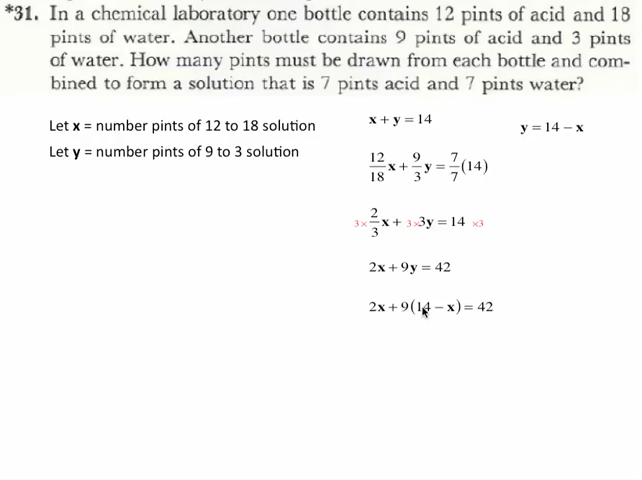 *31. In a chemical laboratory one bottle contains 12 pints of acid and 18
pints of water. Another bottle contains 9 pints of acid and 3 pints
of water. How many pints must be drawn from each bottle and com-
bined to form a solution that is 7 pints acid and 7 pints water?
Let x = number pints of 12 to 18 solution
Let y = number pints of 9 to 3 solution
x + y = 14
y = 14 − x
12/18 x + 9/3 y = 7/7 (14)
3× 2/3 x + 3× 3y = 14 ×3
2x + 9y = 42
2x + 9(14 − x) = 42